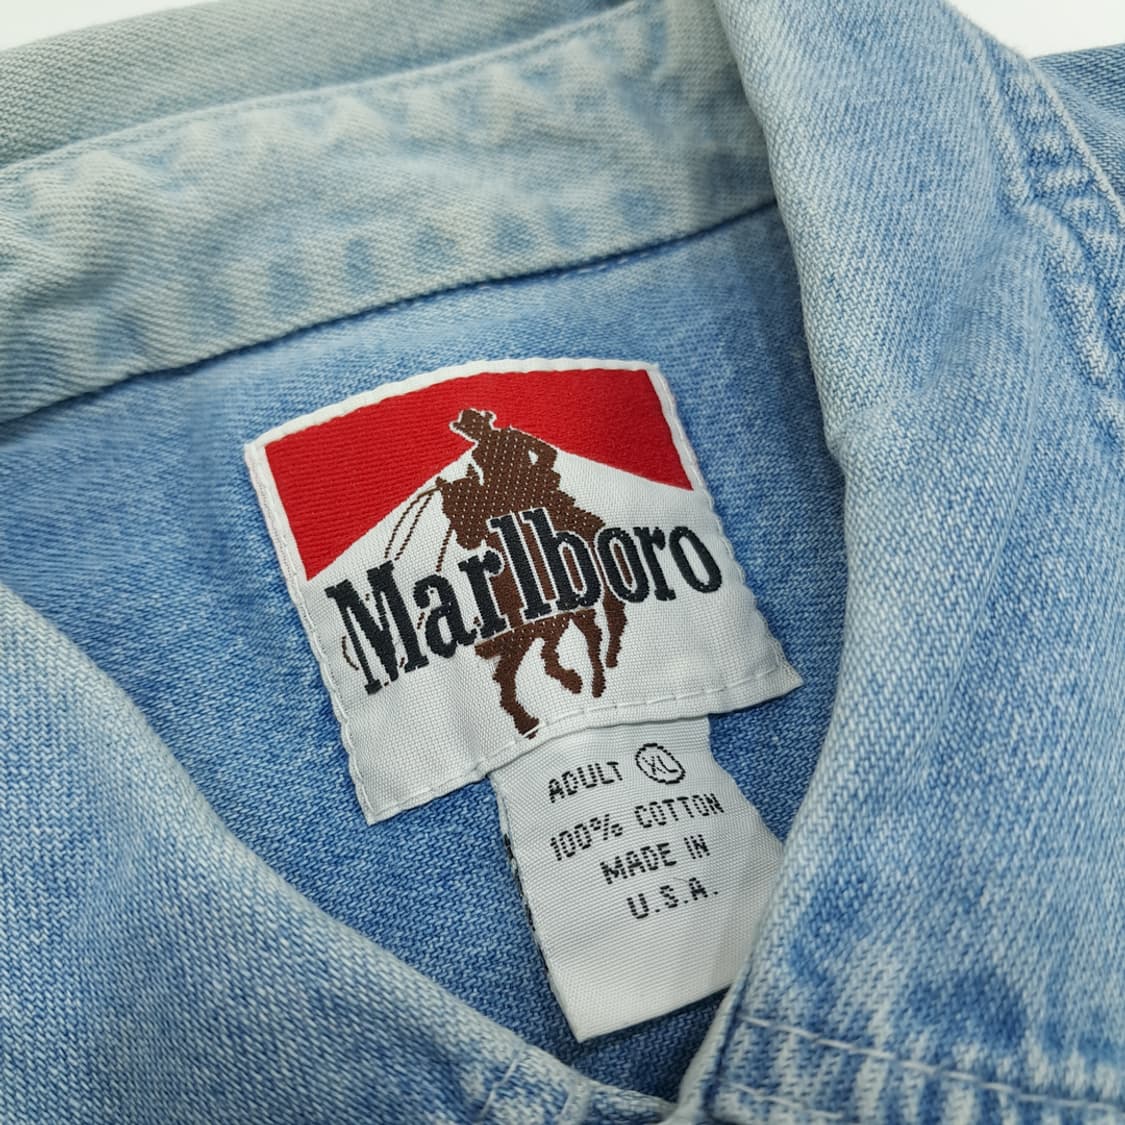 Marlboro
ADULT XL
100% COTTON
MADE IN
U.S.A.